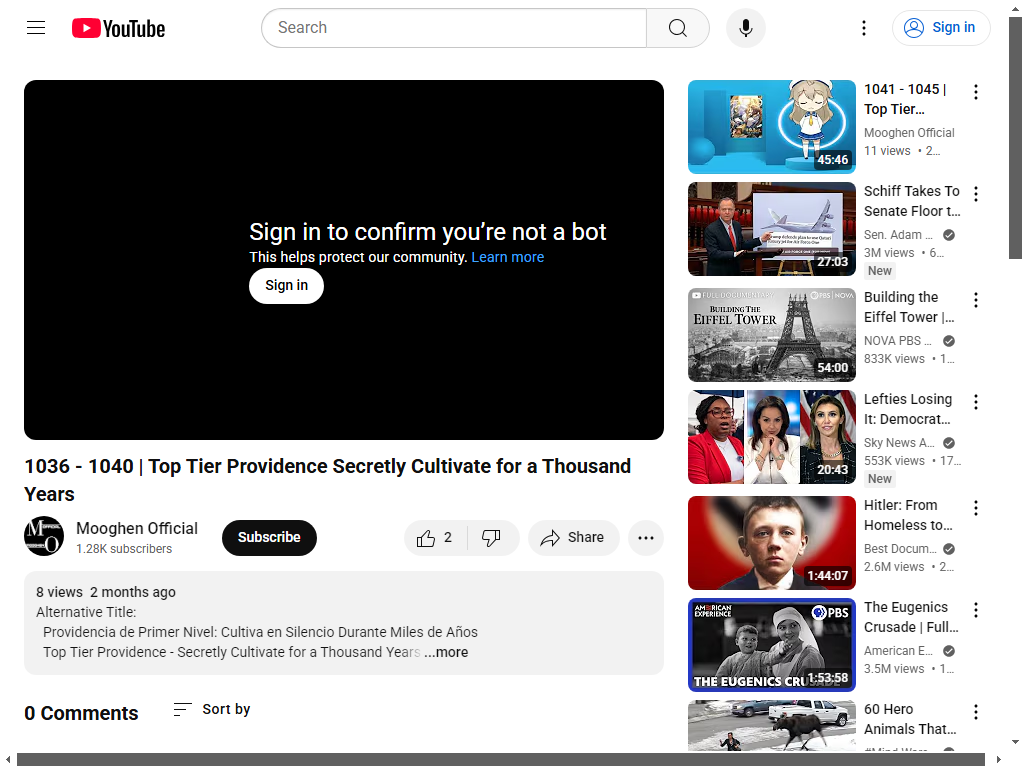 YouTube
Search
Sign in
Sign in to confirm you're not a bot
This helps protect our community. Learn more
Sign in
1036 - 1040 | Top Tier Providence Secretly Cultivate for a Thousand
Years
Mooghen Official
1.28K subscribers
Subscribe
2
Share
8 views 2 months ago
Alternative Title:
Providencia de Primer Nivel: Cultiva en Silencio Durante Miles de Años
Top Tier Providence - Secretly Cultivate for a Thousand Years ...more
0 Comments
Sort by
45:46
1041 - 1045 |
Top Tier...
Mooghen Official
11 views • 2...
27:03
Schiff Takes To
Senate Floor t...
Sen. Adam ...
3M views • 6...
New
FULL DOCUMENTARY
PBS NOVA
BUILDING THE
EIFFEL TOWER
54:00
Building the
Eiffel Tower |...
NOVA PBS ...
833K views • 1...
20:43
Lefties Losing
It: Democrat...
Sky News A...
553K views • 17...
New
1:44:07
Hitler: From
Homeless to...
Best Docum...
2.6M views • 2...
AMERICAN
EXPERIENCE
PBS
THE EUGENICS CRUSADE
1:53:58
The Eugenics
Crusade | Full...
American E...
3.5M views • 1...
60 Hero
Animals That...